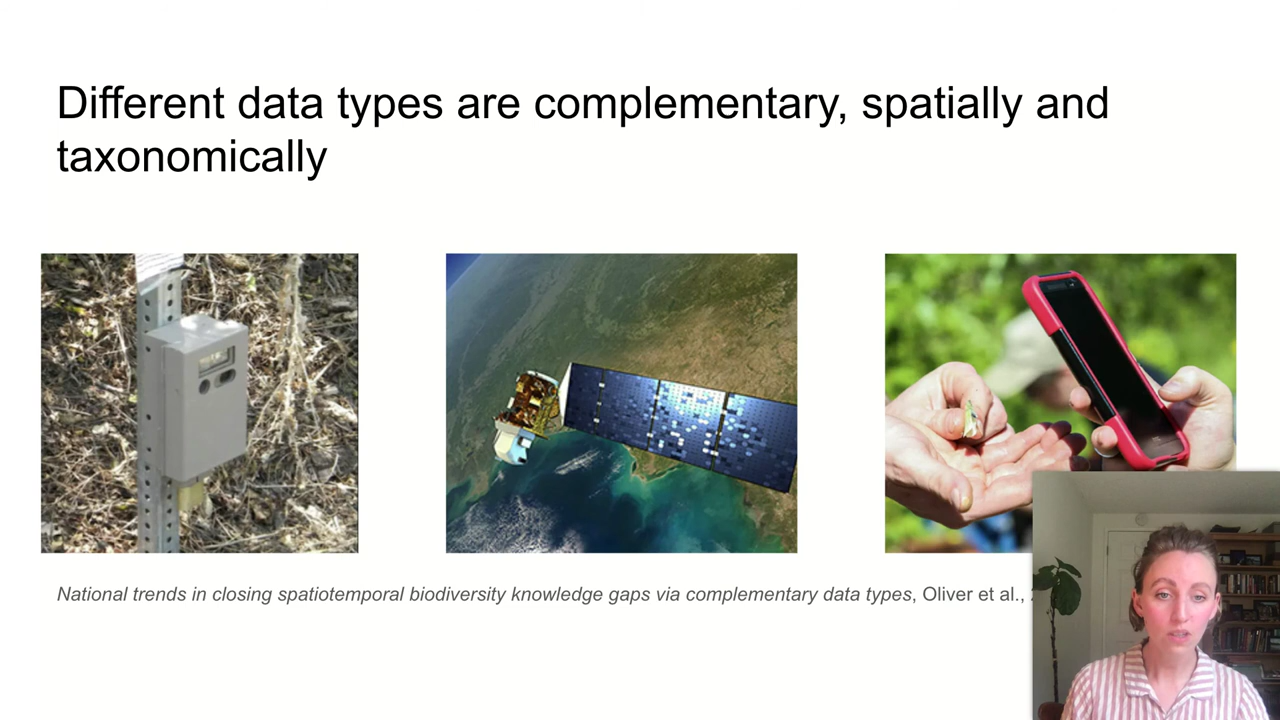 Different data types are complementary, spatially and
taxonomically
National trends in closing spatiotemporal biodiversity knowledge gaps via complementary data types, Oliver et al.,